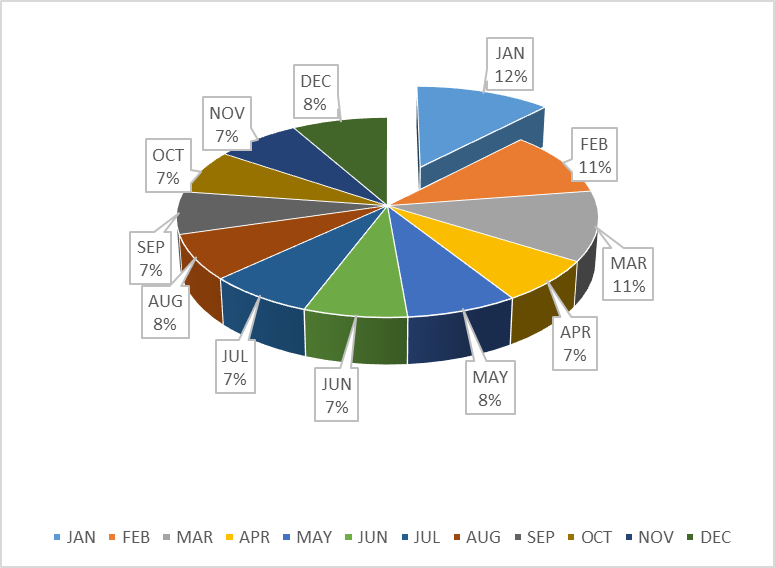 JAN
12%
FEB
11%
MAR
11%
APR
7%
MAY
8%
JUN
7%
JUL
7%
AUG
8%
SEP
7%
OCT
7%
NOV
7%
DEC
8%
JAN FEB MAR APR MAY JUN JUL AUG SEP OCT NOV DEC